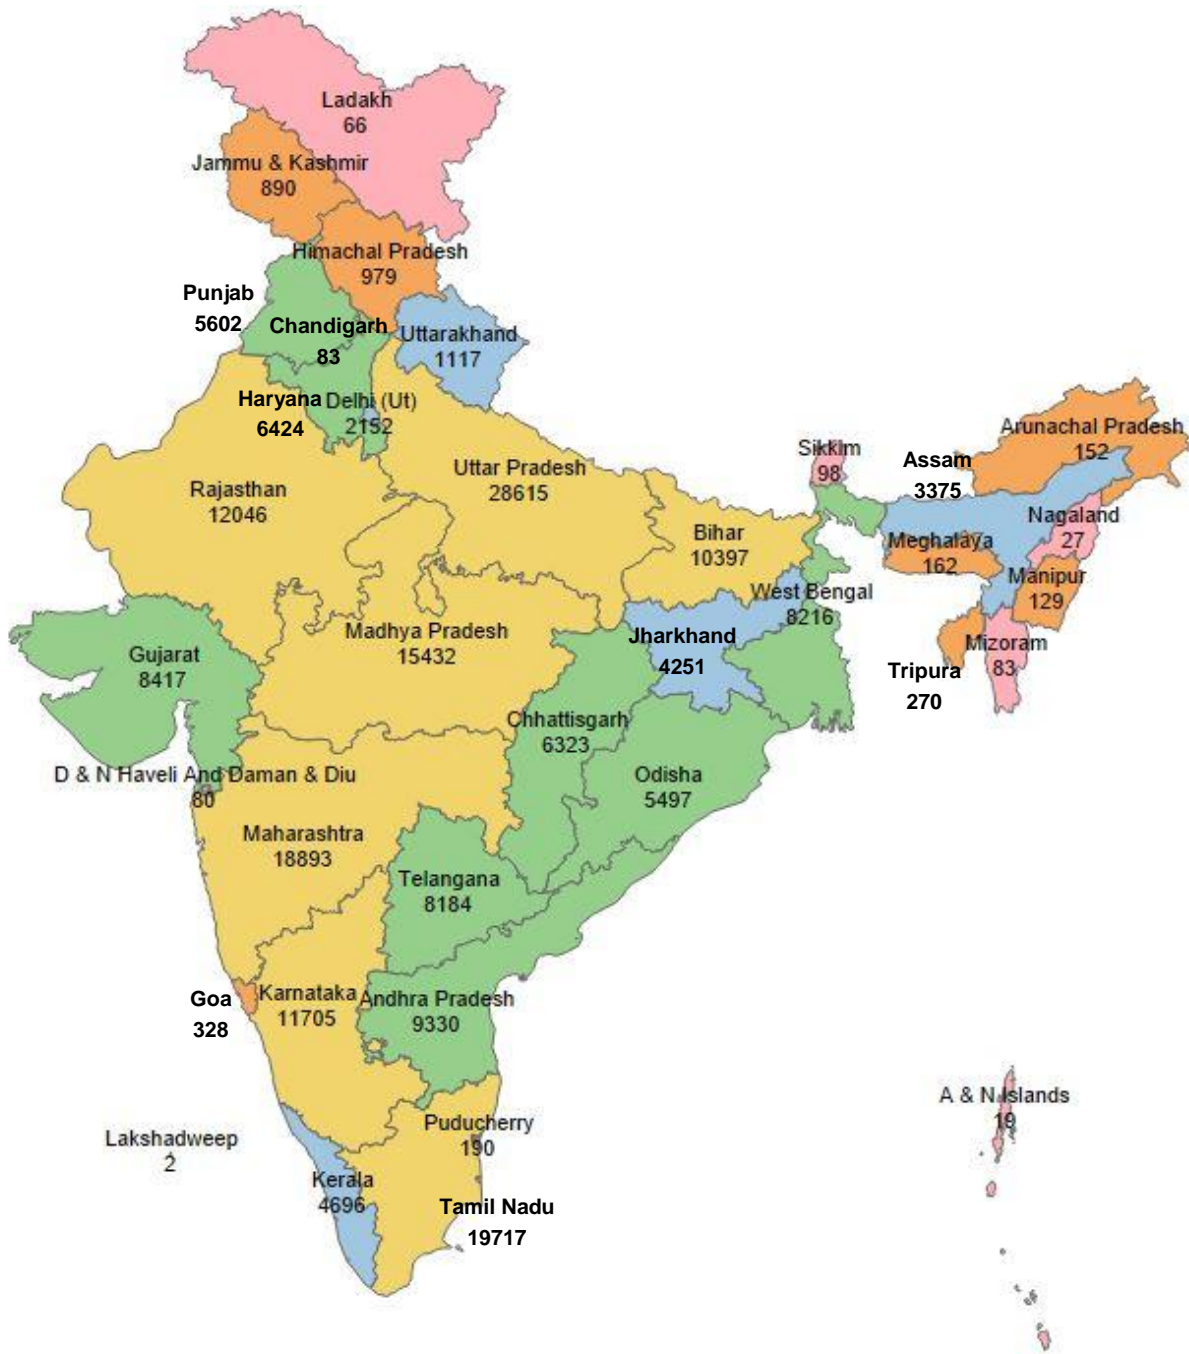 Ladakh
66
Jammu & Kashmir
890
Himachal Pradesh
979
Punjab
5602
Chandigarh
83
Uttarakhand
1117
Haryana
6424
Delhi (Ut)
2152
Arunachal Pradesh
152
Sikkim
98
Assam
3375
Uttar Pradesh
28615
Rajasthan
12046
Nagaland
27
Bihar
10397
Meghalaya
162
Manipur
129
West Bengal
8216
Madhya Pradesh
15432
Jharkhand
4251
Mizoram
83
Gujarat
8417
Tripura
270
Chhattisgarh
6323
D & N Haveli And Daman & Diu
80
Odisha
5497
Maharashtra
18893
Telangana
8184
Goa
328
Karnataka
11705
Andhra Pradesh
9330
A & N Islands
19
Puducherry
190
Lakshadweep
2
Kerala
4696
Tamil Nadu
19717